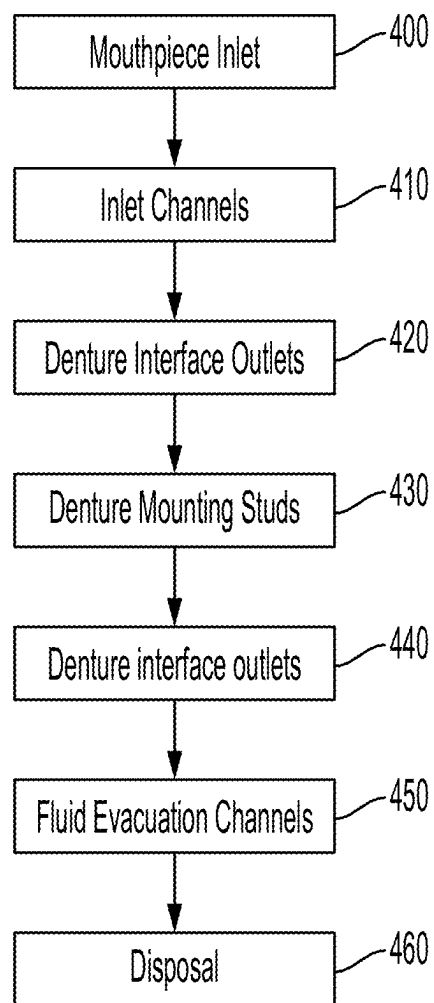 Mouthpiece Inlet 400
Inlet Channels 410
Denture Interface Outlets 420
Denture Mounting Studs 430
Denture interface outlets 440
Fluid Evacuation Channels 450
Disposal 460